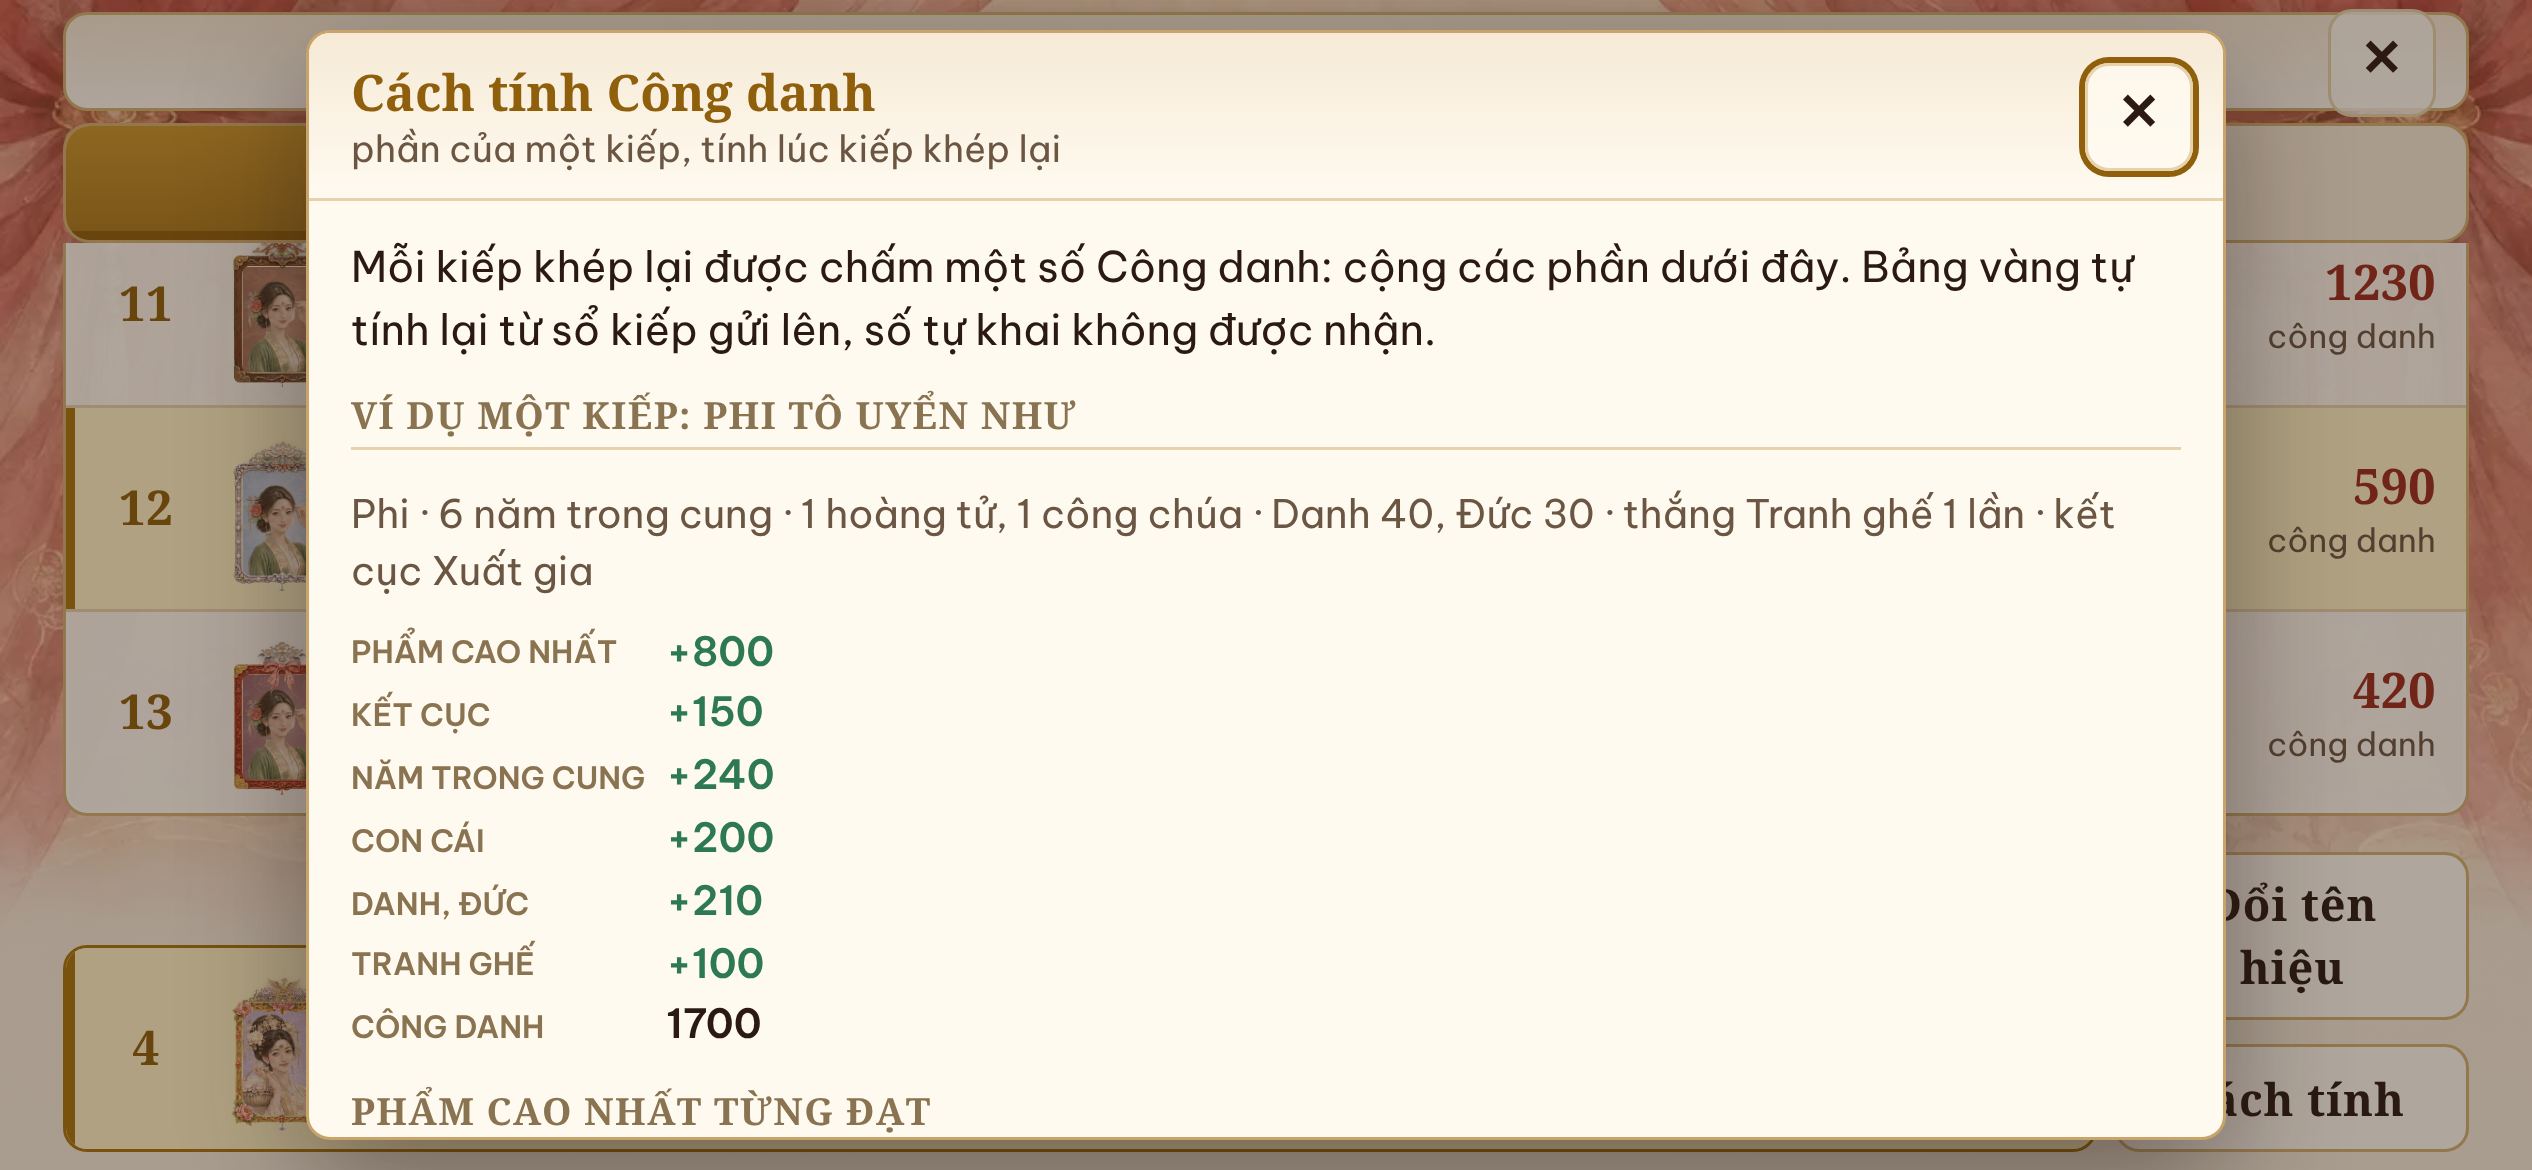 Cách tính Công danh
phần của một kiếp, tính lúc kiếp khép lại
Mỗi kiếp khép lại được chấm một số Công danh: cộng các phần dưới đây. Bảng vàng tự
tính lại từ sổ kiếp gửi lên, số tự khai không được nhận.
VÍ DỤ MỘT KIẾP: PHI TÔ UYỂN NHƯ
Phi · 6 năm trong cung · 1 hoàng tử, 1 công chúa · Danh 40, Đức 30 · thắng Tranh ghế 1 lần · kết
cục Xuất gia
PHẨM CAO NHẤT +800
KẾT CỤC +150
NĂM TRONG CUNG +240
CON CÁI +200
DANH, ĐỨC +210
TRANH GHẾ +100
CÔNG DANH 1700
PHẨM CAO NHẤT TỪNG ĐẠT
11
1230
công danh
12
590
công danh
13
420
công danh
4
Đổi tên
hiệu
ách tính